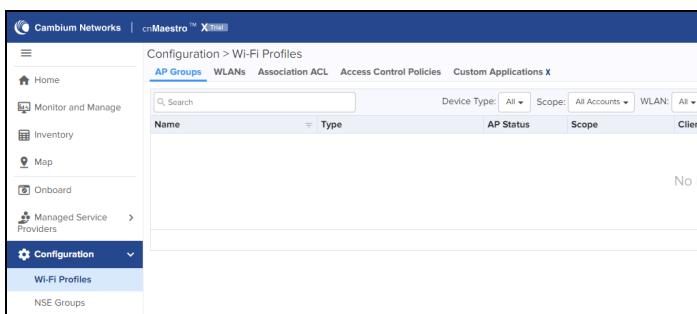 Cambium Networks | cnMaestro™ X Trial
Configuration > Wi-Fi Profiles
AP Groups WLANs Association ACL Access Control Policies Custom Applications X
Home
Monitor and Manage
Inventory
Map
Onboard
Managed Service Providers
Configuration
Wi-Fi Profiles
NSE Groups
Search
Device Type: All Scope: All Accounts WLAN: All
Name Type AP Status Scope Clien
No